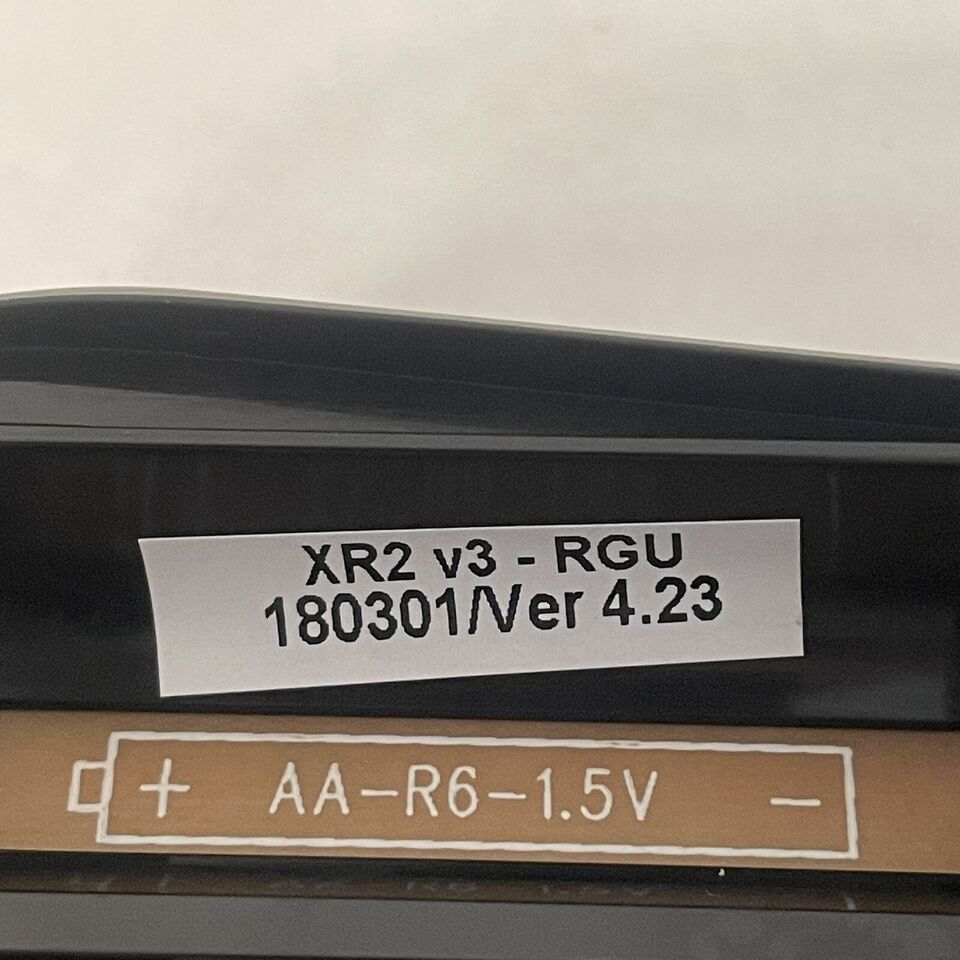 XR2 v3 - RGU
180301/Ver 4.23
+ AA-R6-1.5V -